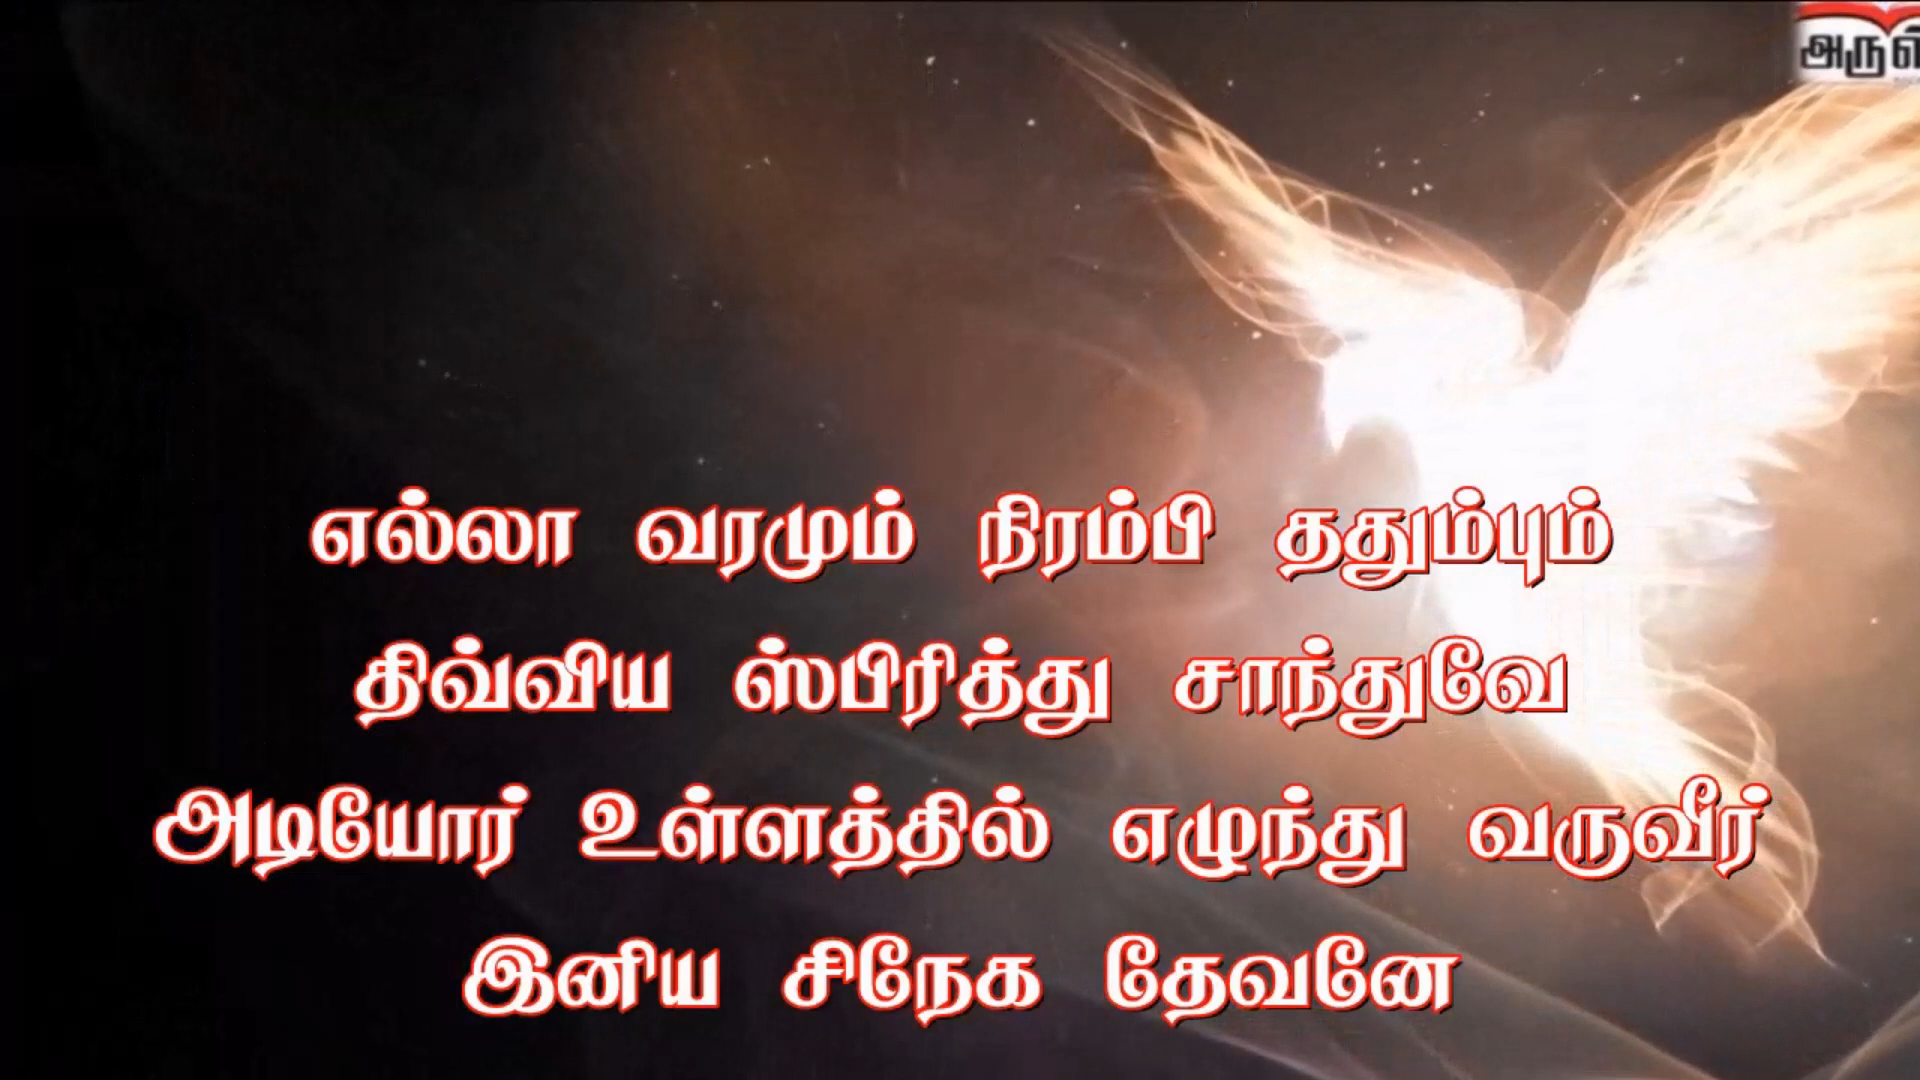 எல்லா வரமும் நிரம்பி ததும்பும்
திவ்விய ஸ்பிரித்து சாந்துவே
அடியோர் உள்ளத்தில் எழுந்து வருவீர்
இனிய சிநேக தேவனே